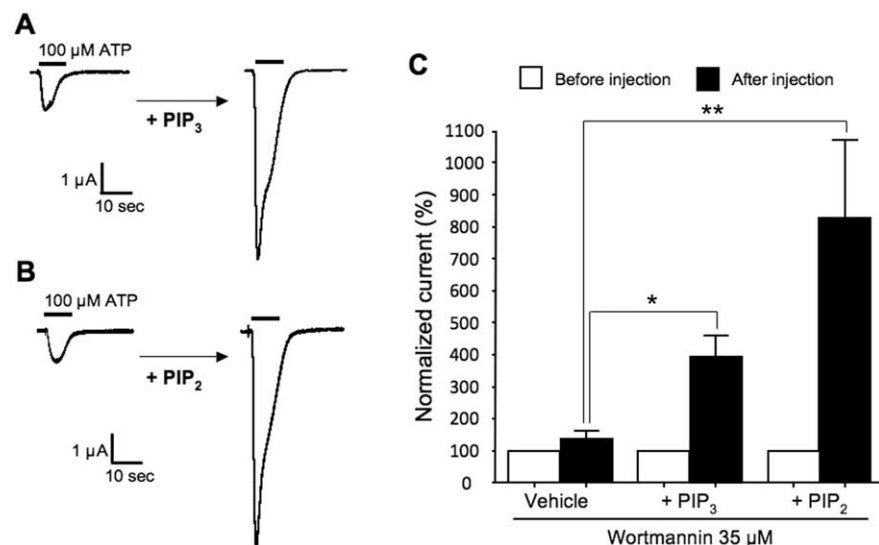 A
100 µM ATP
+ PIP₃
1 µA
10 sec
B
100 µM ATP
+ PIP₂
1 µA
10 sec
C
Before injection
After injection
**
*
Normalized current (%)
1100
1000
900
800
700
600
500
400
300
200
100
0
Vehicle
+ PIP₃
+ PIP₂
Wortmannin 35 µM